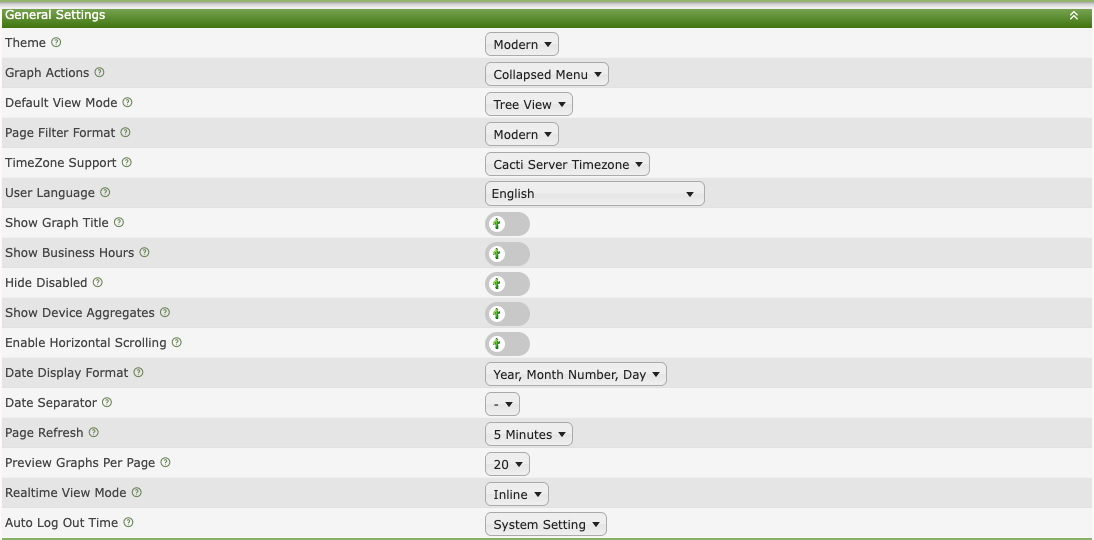 General Settings
Theme
Modern
Graph Actions
Collapsed Menu
Default View Mode
Tree View
Page Filter Format
Modern
TimeZone Support
Cacti Server Timezone
User Language
English
Show Graph Title
Show Business Hours
Hide Disabled
Show Device Aggregates
Enable Horizontal Scrolling
Date Display Format
Year, Month Number, Day
Date Separator
-
Page Refresh
5 Minutes
Preview Graphs Per Page
20
Realtime View Mode
Inline
Auto Log Out Time
System Setting